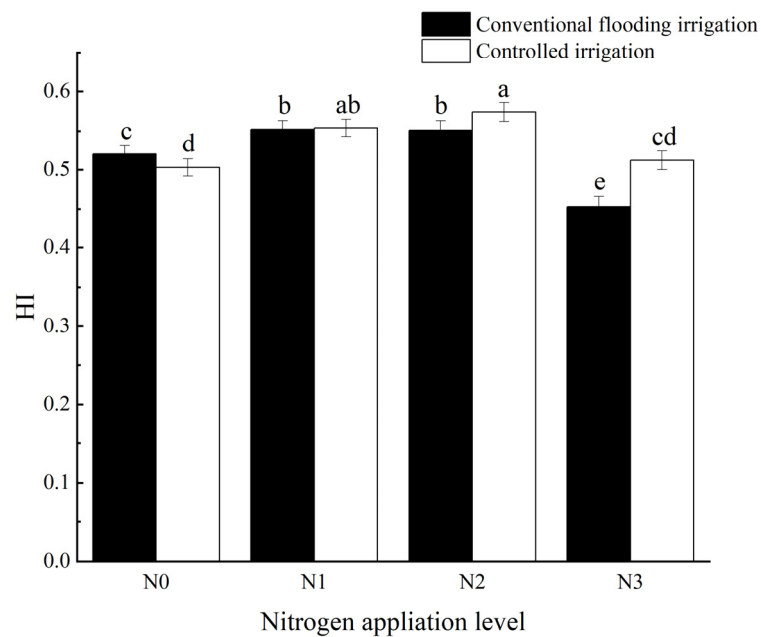 Conventional flooding irrigation
Controlled irrigation
HI
0.6
0.5
0.4
0.3
0.2
0.1
0.0
c
d
b
ab
b
a
e
cd
N0
N1
N2
N3
Nitrogen appliation level